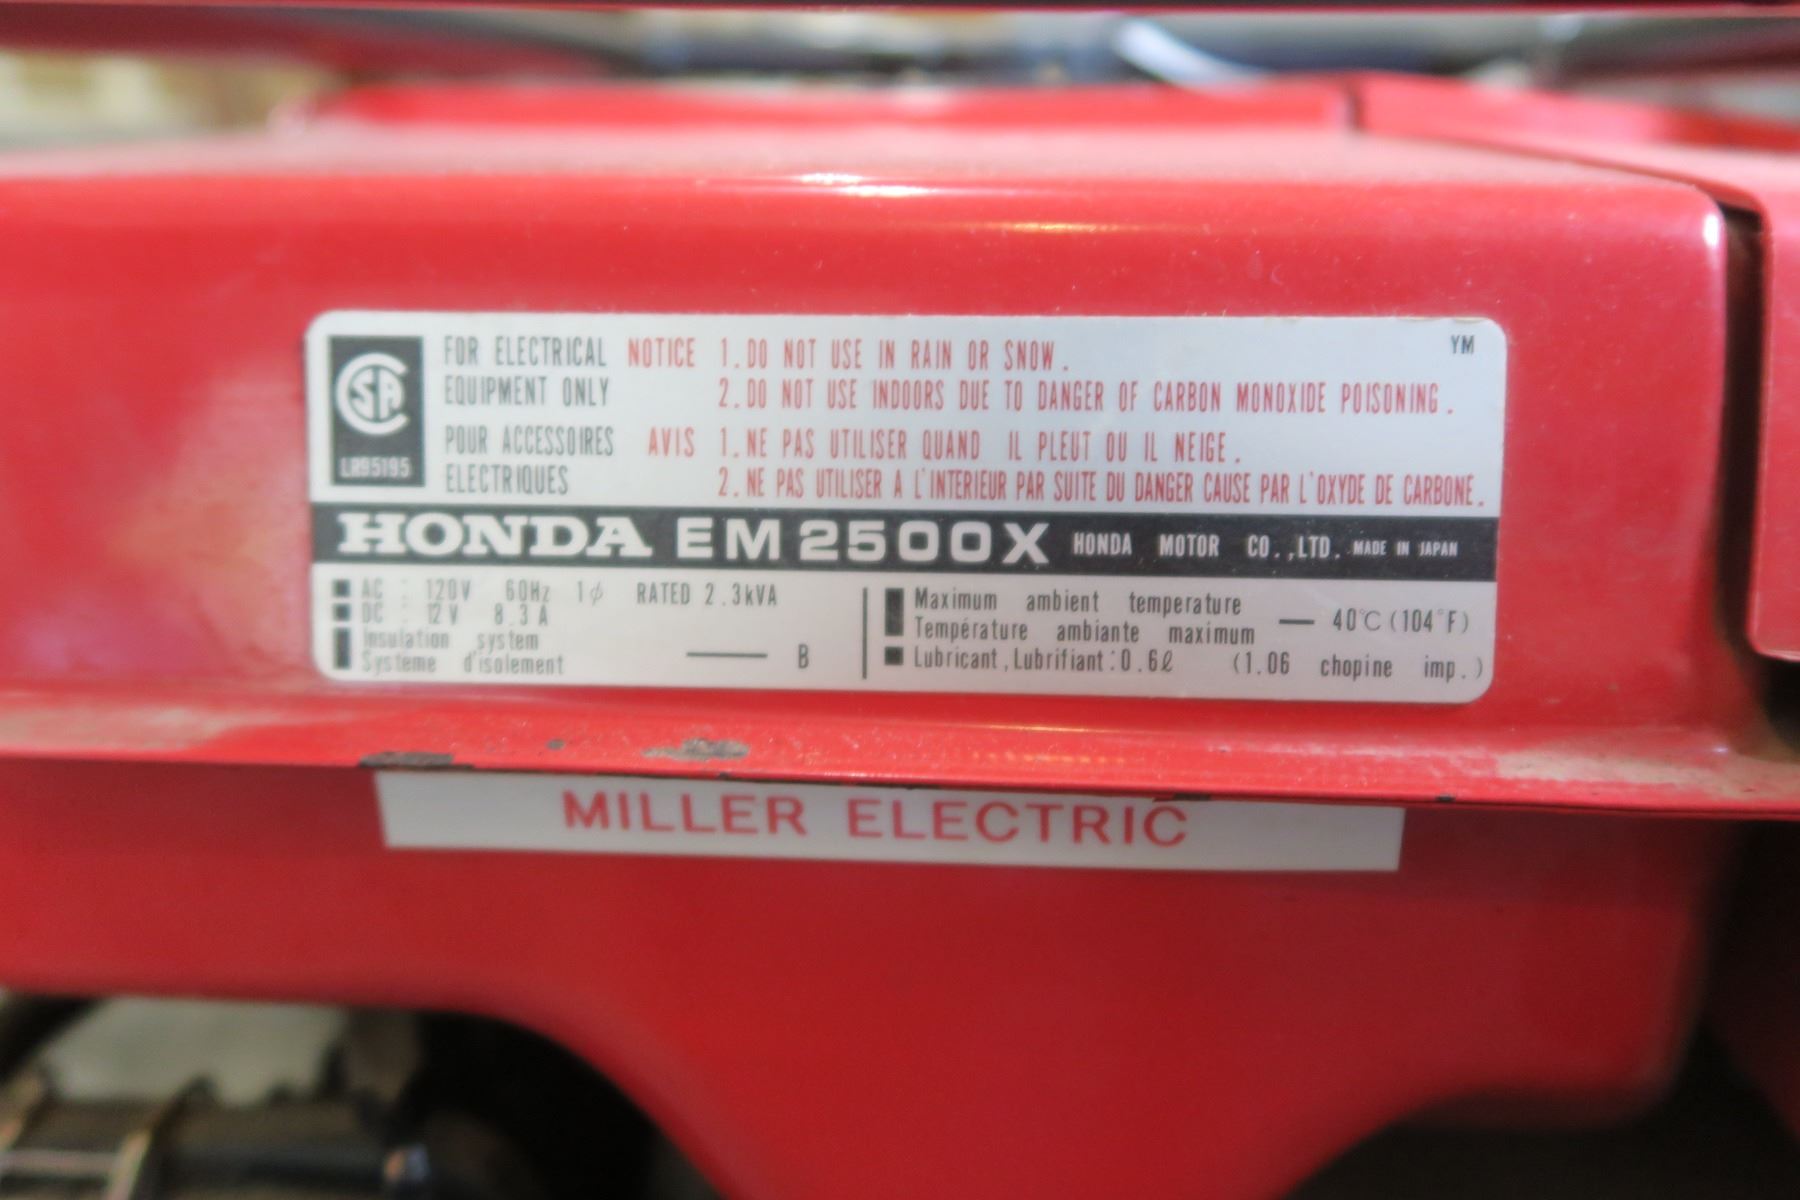 FOR ELECTRICAL NOTICE 1. DO NOT USE IN RAIN OR SNOW. YM
EQUIPMENT ONLY 2. DO NOT USE INDOORS DUE TO DANGER OF CARBON MONOXIDE POISONING.
POUR ACCESSOIRES AVIS 1. NE PAS UTILISER QUAND IL PLEUT OU IL NEIGE.
ELECTRIQUES 2. NE PAS UTILISER A L'INTERIEUR PAR SUITE DU DANGER CAUSE PAR L'OXYDE DE CARBONE.
SA
LR95195
HONDA EM2500X HONDA MOTOR CO.,LTD. MADE IN JAPAN
AC : 120V 60Hz 1φ RATED 2.3kVA
DC : 12V 8.3A
Insulation system
Systeme d'isolement — B
Maximum ambient temperature
Température ambiante maximum — 40℃ (104°F)
Lubricant, Lubrifiant : 0.6ℓ (1.06 chopine imp.)
MILLER ELECTRIC